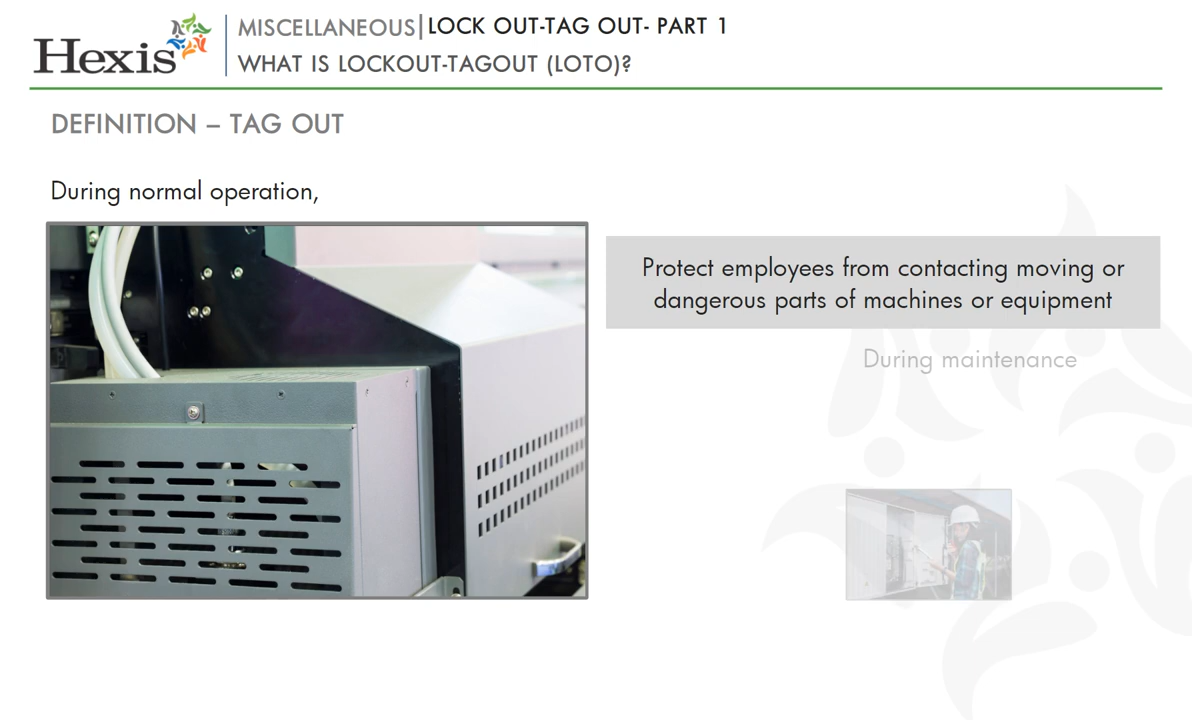 Hexis
MISCELLANEOUS|LOCK OUT-TAG OUT- PART 1
WHAT IS LOCKOUT-TAGOUT (LOTO)?
DEFINITION – TAG OUT
During normal operation,
Protect employees from contacting moving or
dangerous parts of machines or equipment
During maintenance